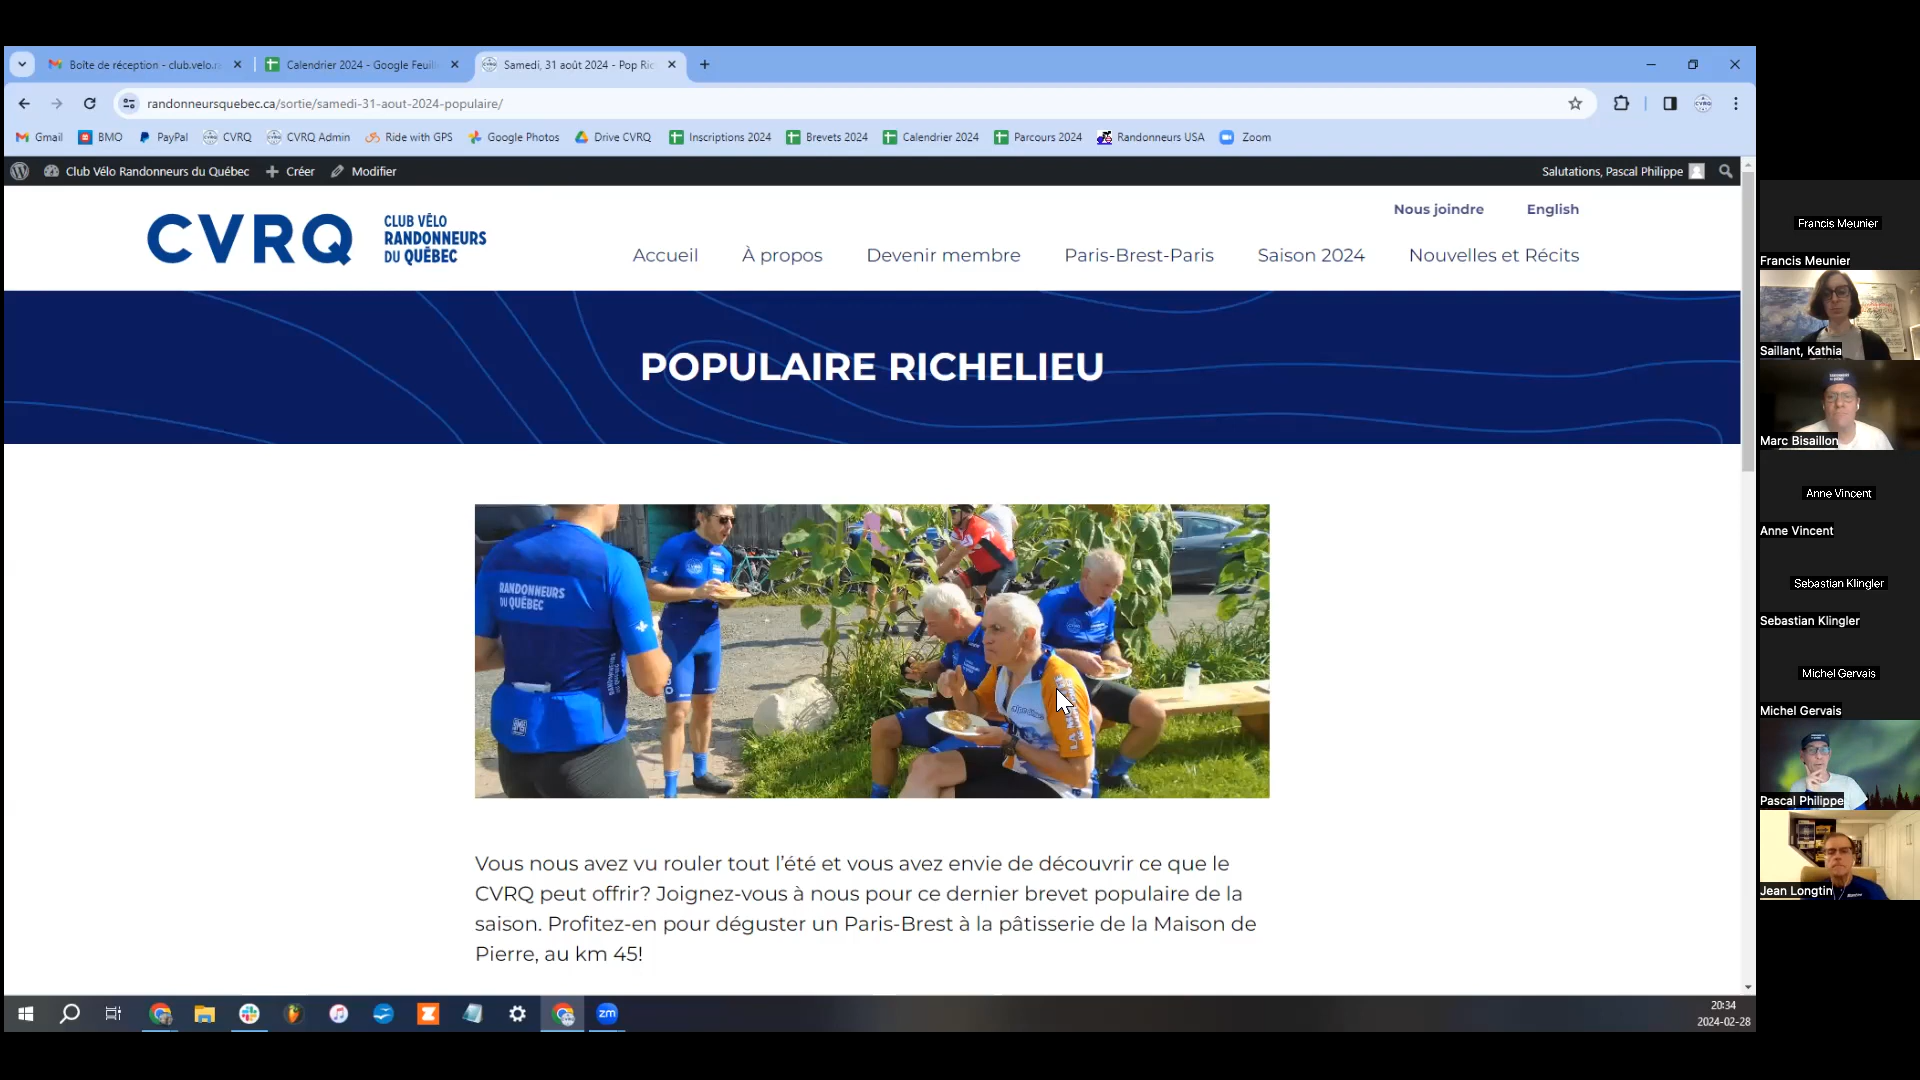 Boîte de réception - club.velo.r
Calendrier 2024 - Google Feuill
Samedi, 31 août 2024 - Pop Ric
randonneursquebec.ca/sortie/samedi-31-aout-2024-populaire/
Gmail
BMO
PayPal
CVRQ
CVRQ Admin
Ride with GPS
Google Photos
Drive CVRQ
Inscriptions 2024
Brevets 2024
Calendrier 2024
Parcours 2024
Randonneurs USA
Zoom
Club Vélo Randonneurs du Québec
Créer
Modifier
Salutations, Pascal Philippe
Nous joindre
English
CVRQ
CLUB VÉLO
RANDONNEURS
DU QUÉBEC
Accueil
À propos
Devenir membre
Paris-Brest-Paris
Saison 2024
Nouvelles et Récits
POPULAIRE RICHELIEU
RANDONNEURS
DU QUÉBEC
Vous nous avez vu rouler tout l'été et vous avez envie de découvrir ce que le
CVRQ peut offrir? Joignez-vous à nous pour ce dernier brevet populaire de la
saison. Profitez-en pour déguster un Paris-Brest à la pâtisserie de la Maison de
Pierre, au km 45!
zm
20:34
2024-02-28
Francis Meunier
Francis Meunier
Saillant, Kathia
Marc Bisaillon
Anne Vincent
Anne Vincent
Sebastian Klingler
Sebastian Klingler
Michel Gervais
Michel Gervais
Pascal Philippe
Jean Longtin